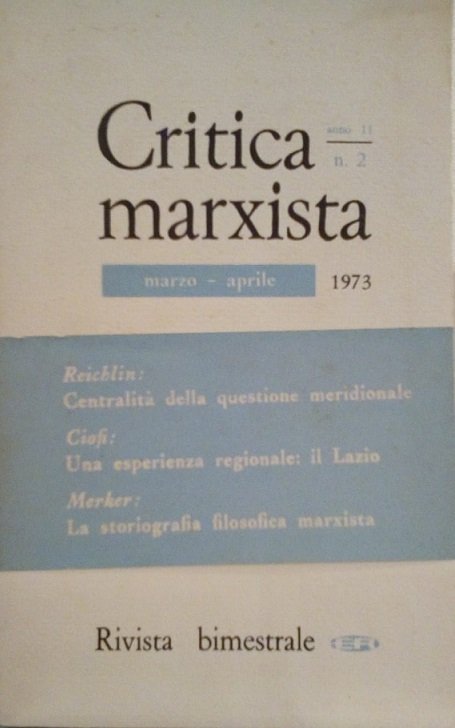 Critica
anno 11
n. 2
marxista
marzo - aprile 1973
Reichlin:
Centralità della questione meridionale
Ciofi:
Una esperienza regionale: il Lazio
Merker:
La storiografia filosofica marxista
Rivista bimestrale